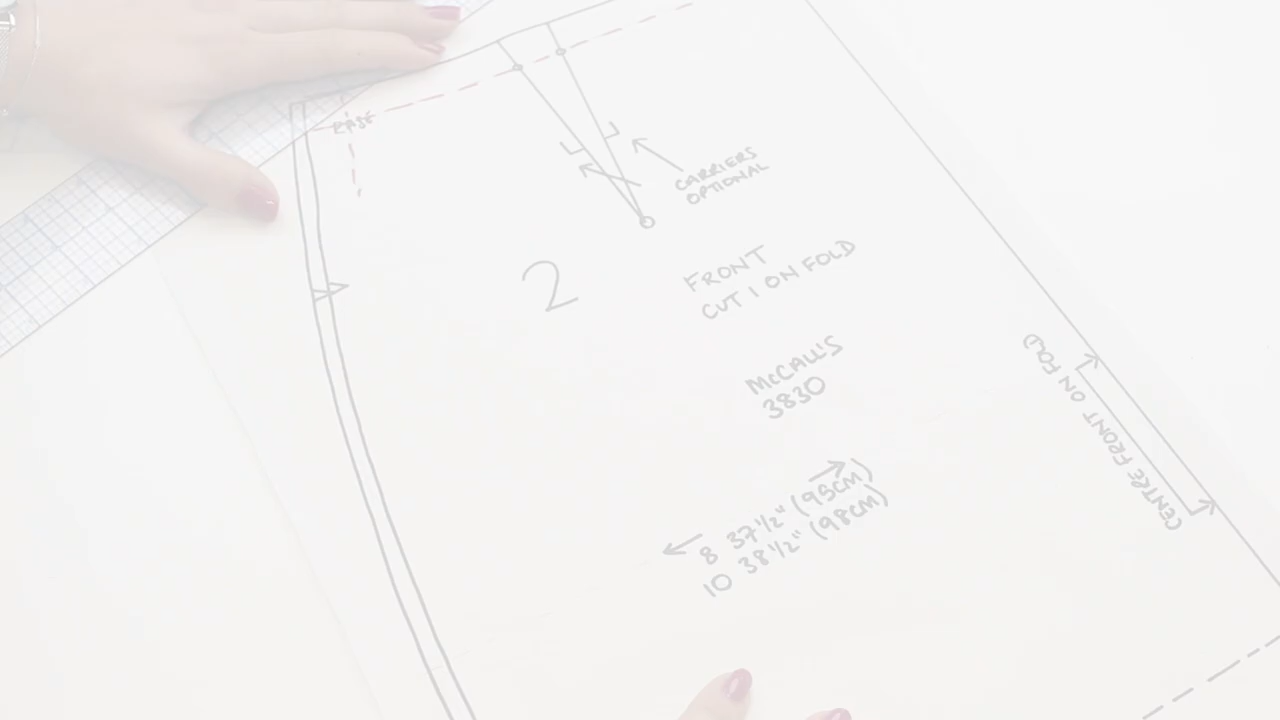 EASE
CARRIERS
OPTIONAL
2
FRONT
CUT 1 ON FOLD
McCALL'S
3830
8 37½" (95CM)
10 38½" (98CM)
CENTRE FRONT ON FOLD